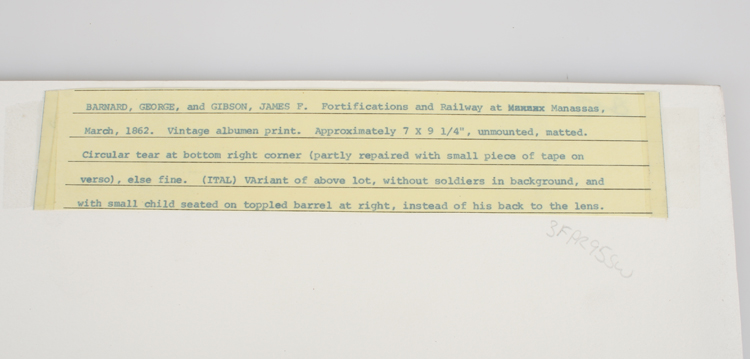 BARNARD, GEORGE, and GIBSON, JAMES F.  Fortifications and Railway at Manassas,
March, 1862.  Vintage albumen print.  Approximately 7 X 9 1/4", unmounted, matted.
Circular tear at bottom right corner (partly repaired with small piece of tape on
verso), else fine.  (ITAL) VAriant of above lot, without soldiers in background, and
with small child seated on toppled barrel at right, instead of his back to the lens.